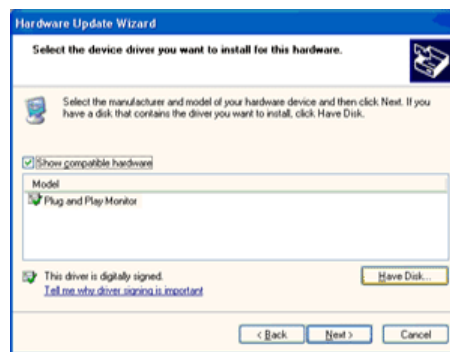 Hardware Update Wizard
Select the device driver you want to install for this hardware.
Select the manufacturer and model of your hardware device and then click Next. If you
have a disk that contains the driver you want to install, click Have Disk.
Show compatible hardware
Model
Plug and Play Monitor
This driver is digitally signed.
Have Disk...
Tell me why driver signing is important
< Back
Next >
Cancel